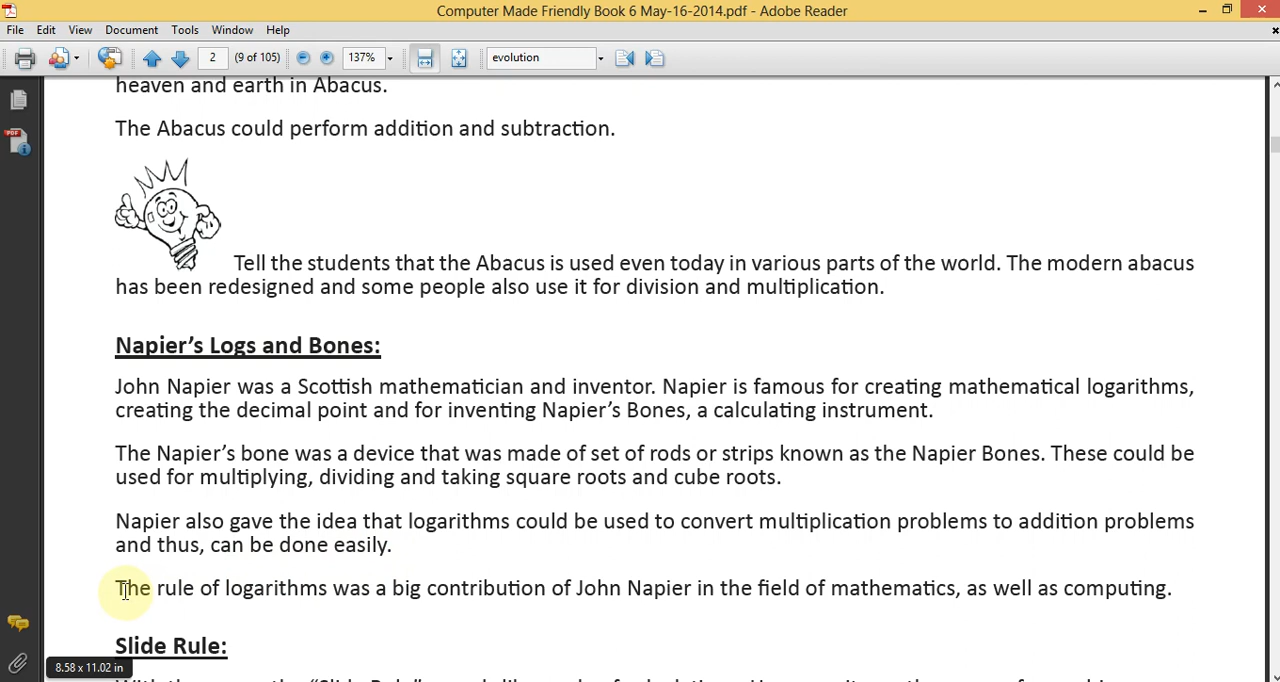 Computer Made Friendly Book 6 May-16-2014.pdf - Adobe Reader
File Edit View Document Tools Window Help
2 (9 of 105) 137% evolution
heaven and earth in Abacus.
The Abacus could perform addition and subtraction.
Tell the students that the Abacus is used even today in various parts of the world. The modern abacus
has been redesigned and some people also use it for division and multiplication.
Napier’s Logs and Bones:
John Napier was a Scottish mathematician and inventor. Napier is famous for creating mathematical logarithms,
creating the decimal point and for inventing Napier’s Bones, a calculating instrument.
The Napier’s bone was a device that was made of set of rods or strips known as the Napier Bones. These could be
used for multiplying, dividing and taking square roots and cube roots.
Napier also gave the idea that logarithms could be used to convert multiplication problems to addition problems
and thus, can be done easily.
The rule of logarithms was a big contribution of John Napier in the field of mathematics, as well as computing.
Slide Rule:
8.58 x 11.02 in